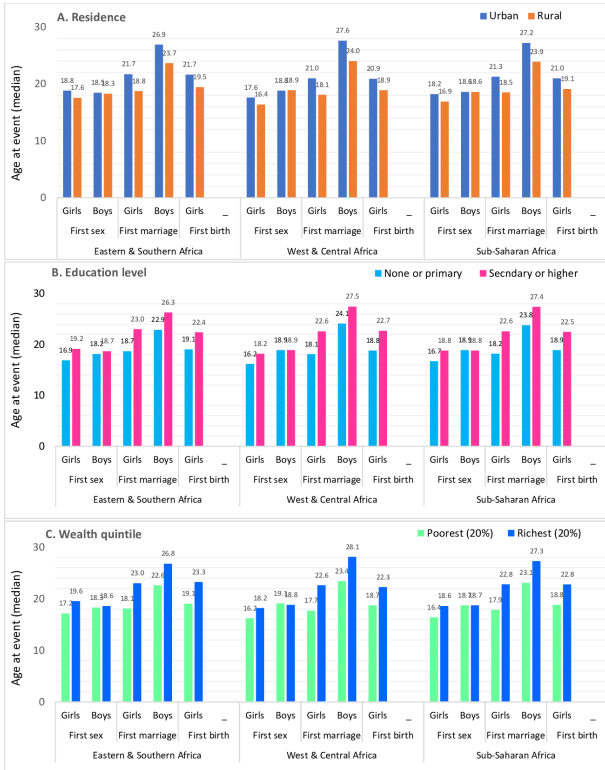 A. Residence
Urban Rural
Age at event (median)
30
20
10
0
18.8 17.6 18.5 18.3 21.7 18.8 26.9 23.7 21.7 19.5 17.6 16.4 18.8 18.9 21.0 18.1 27.6 24.0 20.9 18.9 18.2 16.9 18.6 18.6 21.3 18.5 27.2 23.9 21.0 19.1
Girls Boys Girls Boys Girls _ Girls Boys Girls Boys Girls _ Girls Boys Girls Boys Girls _
First sex First marriage First birth First sex First marriage First birth First sex First marriage First birth
Eastern & Southern Africa West & Central Africa Sub-Saharan Africa
B. Education level
None or primary Secndary or higher
Age at event (median)
30
20
10
0
16.9 19.2 18.2 18.7 18.7 23.0 22.9 26.3 19.1 22.4 16.2 18.2 18.9 18.9 18.1 22.6 24.1 27.5 18.8 22.7 16.7 18.8 18.9 18.8 18.2 22.6 23.8 27.4 18.9 22.5
Girls Boys Girls Boys Girls _ Girls Boys Girls Boys Girls _ Girls Boys Girls Boys Girls _
First sex First marriage First birth First sex First marriage First birth First sex First marriage First birth
Eastern & Southern Africa West & Central Africa Sub-Saharan Africa
C. Wealth quintile
Poorest (20%) Richest (20%)
Age at event (median)
30
20
10
0
17.2 19.6 18.3 18.6 18.1 23.0 22.6 26.8 19.1 23.3 16.2 18.2 19.1 18.8 17.7 22.6 23.4 28.1 18.7 22.3 16.4 18.6 18.7 18.7 17.9 22.8 23.1 27.3 18.8 22.8
Girls Boys Girls Boys Girls _ Girls Boys Girls Boys Girls _ Girls Boys Girls Boys Girls _
First sex First marriage First birth First sex First marriage First birth First sex First marriage First birth
Eastern & Southern Africa West & Central Africa Sub-Saharan Africa